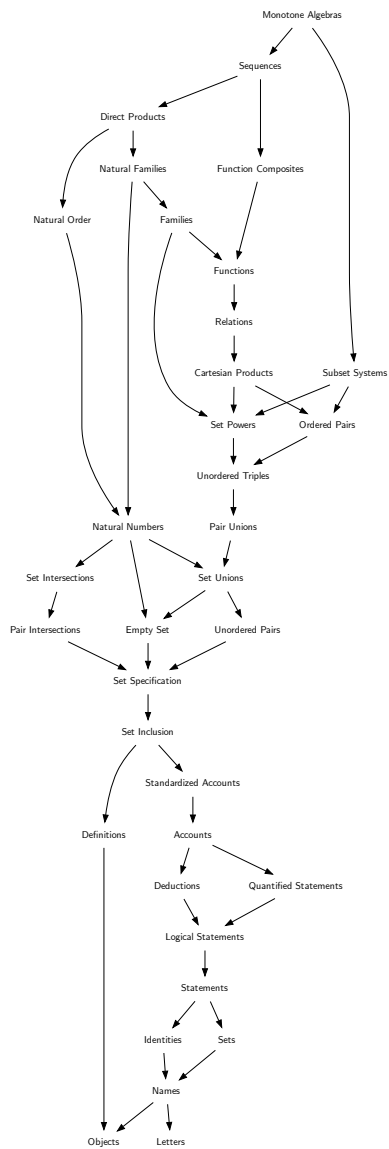 Monotone Algebras
Sequences
Direct Products
Natural Families
Function Composites
Natural Order
Families
Functions
Relations
Cartesian Products
Subset Systems
Set Powers
Ordered Pairs
Unordered Triples
Natural Numbers
Pair Unions
Set Intersections
Set Unions
Pair Intersections
Empty Set
Unordered Pairs
Set Specification
Set Inclusion
Standardized Accounts
Definitions
Accounts
Deductions
Quantified Statements
Logical Statements
Statements
Identities
Sets
Names
Objects
Letters